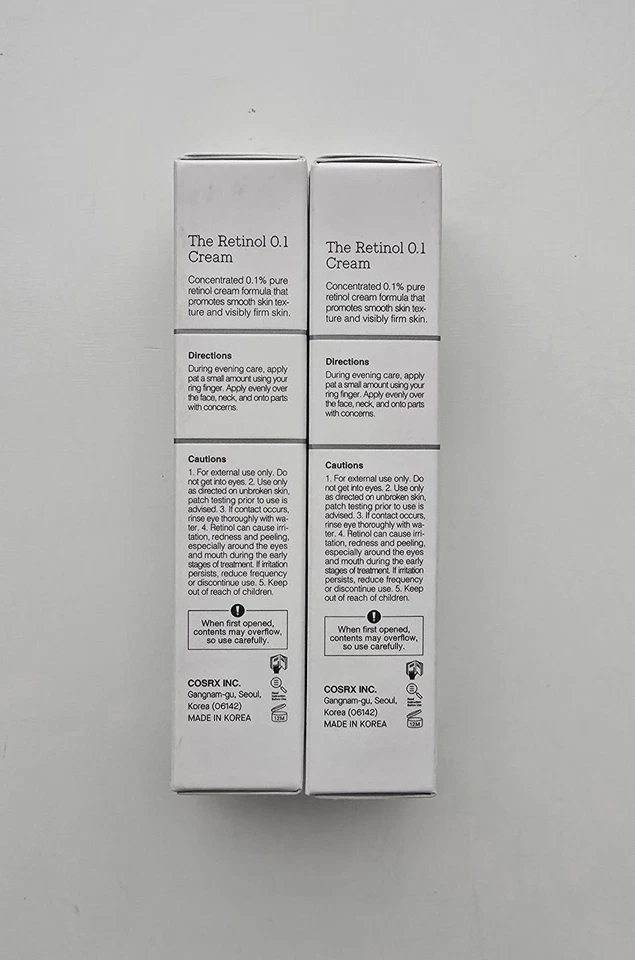 The Retinol 0.1
Cream
Concentrated 0.1% pure
retinol cream formula that
promotes smooth skin tex-
ture and visibly firm skin.
Directions
During evening care, apply
pat a small amount using your
ring finger. Apply evenly over
the face, neck, and onto parts
with concerns.
Cautions
1. For external use only. Do
not get into eyes. 2. Use only
as directed on unbroken skin,
patch testing prior to use is
advised. 3. If contact occurs,
rinse eye thoroughly with wa-
ter. 4. Retinol can cause irri-
tation, redness and peeling,
especially around the eyes
and mouth during the early
stages of treatment. If irritation
persists, reduce frequency
or discontinue use. 5. Keep
out of reach of children.
When first opened,
contents may overflow,
so use carefully.
COSRX INC.
Gangnam-gu, Seoul,
Korea (06142)
MADE IN KOREA
12M
The Retinol 0.1
Cream
Concentrated 0.1% pure
retinol cream formula that
promotes smooth skin tex-
ture and visibly firm skin.
Directions
During evening care, apply
pat a small amount using your
ring finger. Apply evenly over
the face, neck, and onto parts
with concerns.
Cautions
1. For external use only. Do
not get into eyes. 2. Use only
as directed on unbroken skin,
patch testing prior to use is
advised. 3. If contact occurs,
rinse eye thoroughly with wa-
ter. 4. Retinol can cause irri-
tation, redness and peeling,
especially around the eyes
and mouth during the early
stages of treatment. If irritation
persists, reduce frequency
or discontinue use. 5. Keep
out of reach of children.
When first opened,
contents may overflow,
so use carefully.
COSRX INC.
Gangnam-gu, Seoul,
Korea (06142)
MADE IN KOREA
12M